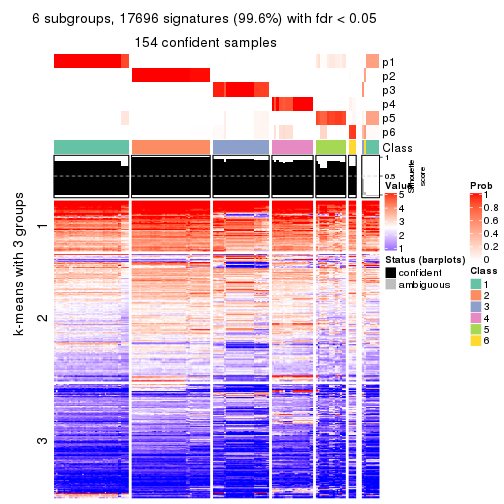 6 subgroups, 17696 signatures (99.6%) with fdr < 0.05
154 confident samples
p1
p2
p3
p4
p5
p6
Class
1
0.5
0
Silhouette
score
k-means with 3 groups
1
2
3
Value
5
4
3
2
1
Status (barplots)
confident
ambiguous
Prob
1
0.8
0.6
0.4
0.2
0
Class
1
2
3
4
5
6